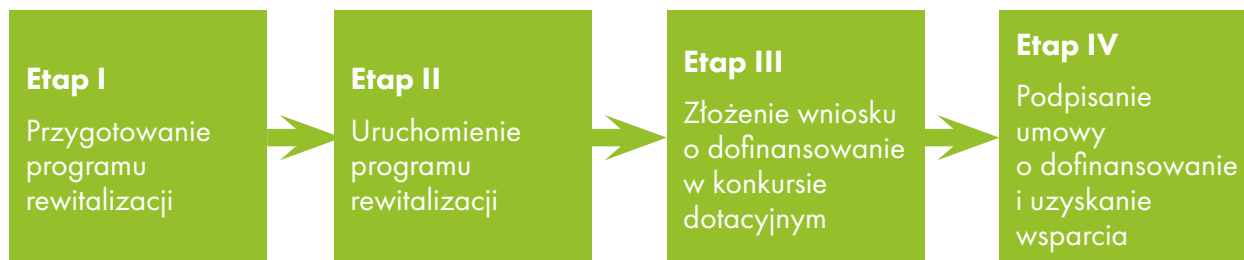 Etap I
Przygotowanie
programu
rewitalizacji
Etap II
Uruchomienie
programu
rewitalizacji
Etap III
Złożenie wniosku
o dofinansowanie
w konkursie
dotacyjnym
Etap IV
Podpisanie
umowy
o dofinansowanie
i uzyskanie
wsparcia